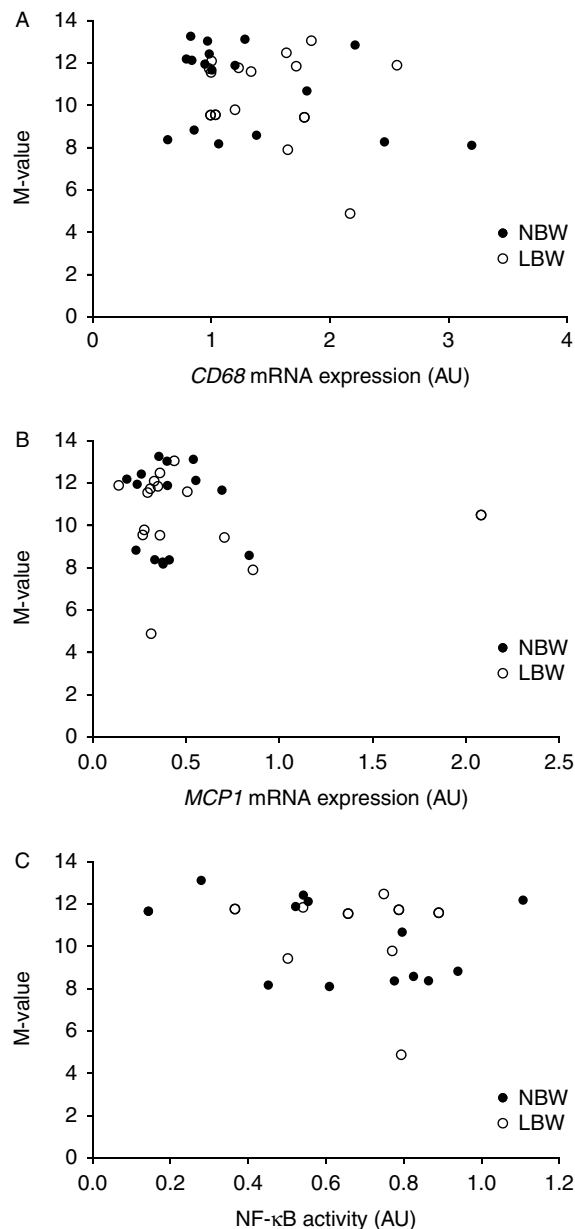 A
14
12
10
8
6
4
2
0
M-value
NBW
LBW
0 1 2 3 4
CD68 mRNA expression (AU)
B
14
12
10
8
6
4
2
0
M-value
NBW
LBW
0.0 0.5 1.0 1.5 2.0 2.5
MCP1 mRNA expression (AU)
C
14
12
10
8
6
4
2
0
M-value
NBW
LBW
0.0 0.2 0.4 0.6 0.8 1.0 1.2
NF-κB activity (AU)